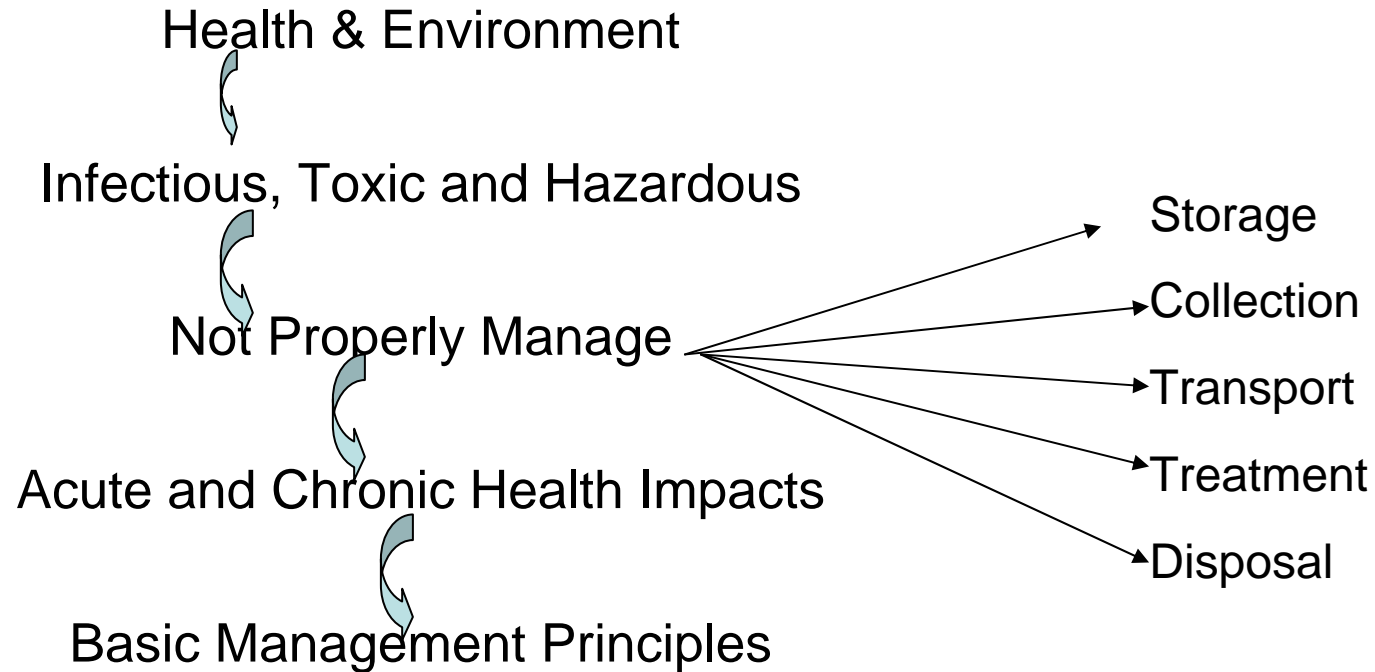 Health & Environment
Infectious, Toxic and Hazardous
Not Properly Manage
Acute and Chronic Health Impacts
Basic Management Principles
Storage
Collection
Transport
Treatment
Disposal